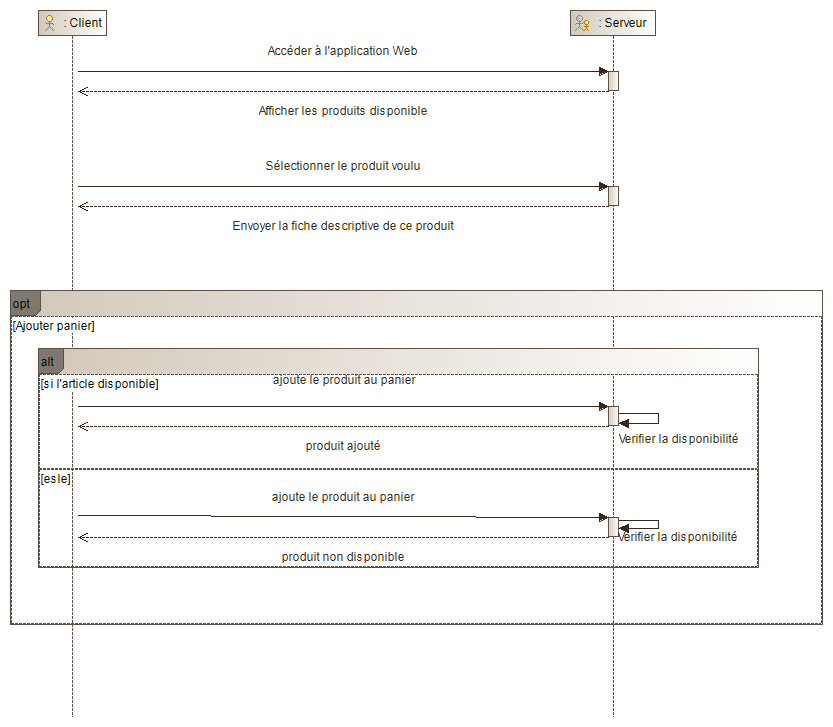 : Client
: Serveur
Accéder à l'application Web
Afficher les produits disponible
Sélectionner le produit voulu
Envoyer la fiche descriptive de ce produit
opt
[Ajouter panier]
alt
[si l'article disponible]
ajoute le produit au panier
Verifier la disponibilité
produit ajouté
[esle]
ajoute le produit au panier
Verifier la disponibilité
produit non disponible